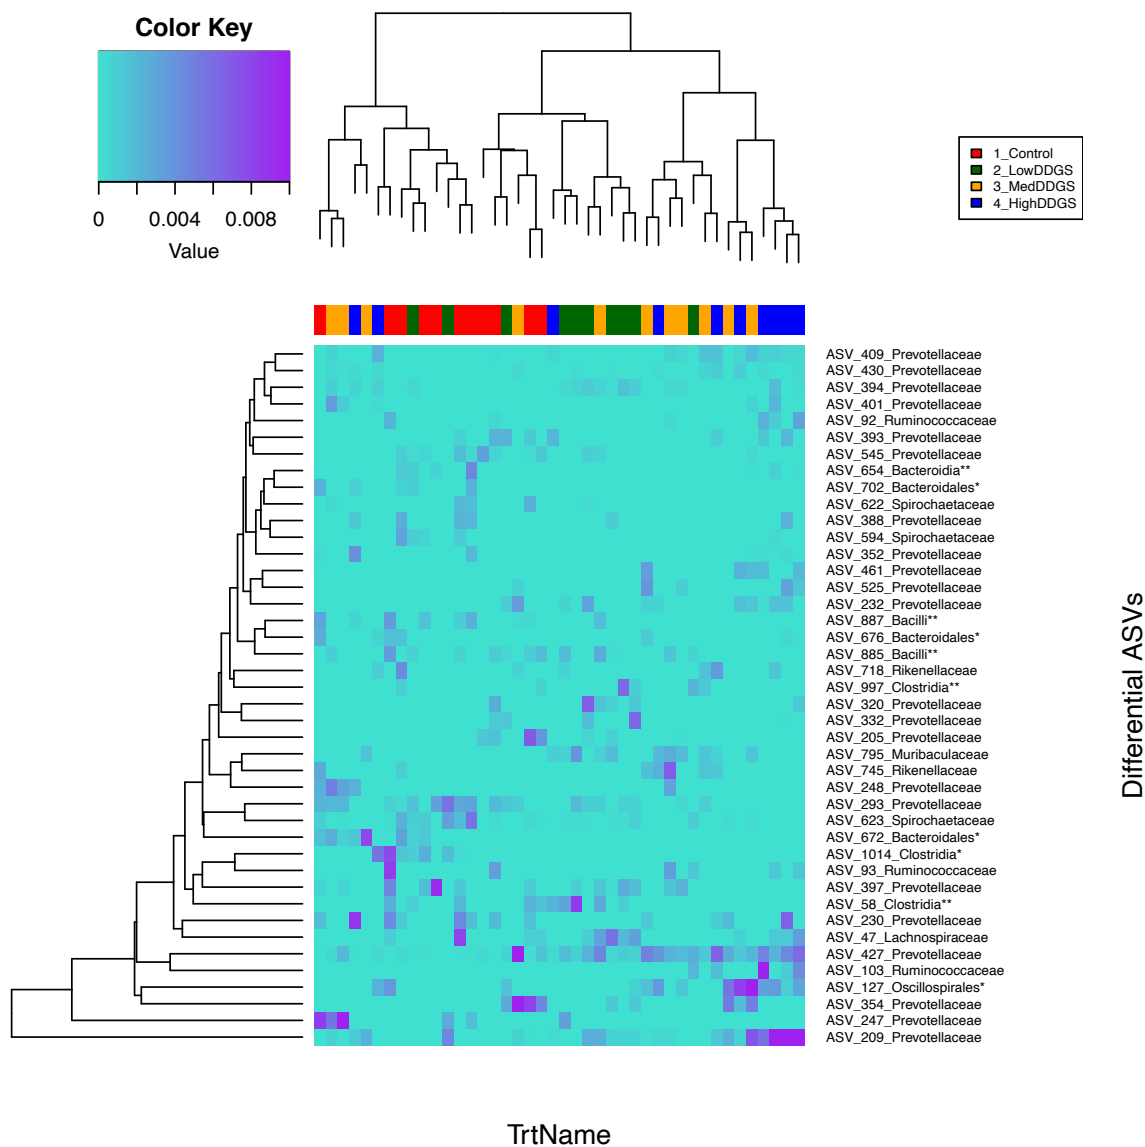 Color Key
0 0.004 0.008
Value
1_Control
2_LowDDGS
3_MedDDGS
4_HighDDGS
ASV_409_Prevotellaceae
ASV_430_Prevotellaceae
ASV_394_Prevotellaceae
ASV_401_Prevotellaceae
ASV_92_Ruminococcaceae
ASV_393_Prevotellaceae
ASV_545_Prevotellaceae
ASV_654_Bacteroidia**
ASV_702_Bacteroidales*
ASV_622_Spirochaetaceae
ASV_388_Prevotellaceae
ASV_594_Spirochaetaceae
ASV_352_Prevotellaceae
ASV_461_Prevotellaceae
ASV_525_Prevotellaceae
ASV_232_Prevotellaceae
ASV_887_Bacilli**
ASV_676_Bacteroidales*
ASV_885_Bacilli**
ASV_718_Rikenellaceae
ASV_997_Clostridia**
ASV_320_Prevotellaceae
ASV_332_Prevotellaceae
ASV_205_Prevotellaceae
ASV_795_Muribaculaceae
ASV_745_Rikenellaceae
ASV_248_Prevotellaceae
ASV_293_Prevotellaceae
ASV_623_Spirochaetaceae
ASV_672_Bacteroidales*
ASV_1014_Clostridia*
ASV_93_Ruminococcaceae
ASV_397_Prevotellaceae
ASV_58_Clostridia**
ASV_230_Prevotellaceae
ASV_47_Lachnospiraceae
ASV_427_Prevotellaceae
ASV_103_Ruminococcaceae
ASV_127_Oscillospirales*
ASV_354_Prevotellaceae
ASV_247_Prevotellaceae
ASV_209_Prevotellaceae
Differential ASVs
TrtName